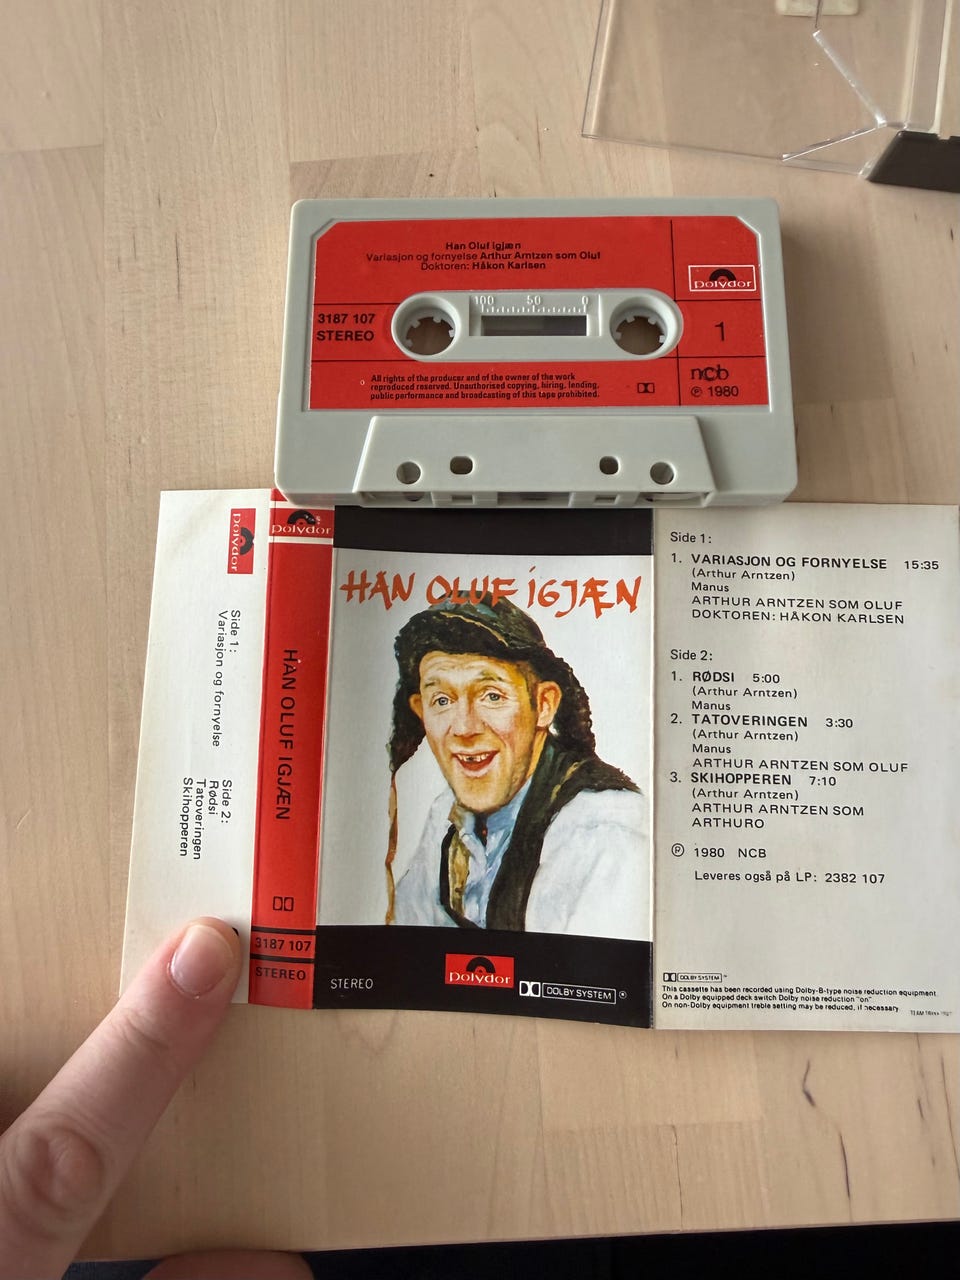 Han Oluf igjæn
Variasjon og fornyelse Arthur Arntzen som Oluf
Doktoren: Håkon Karlsen
polydor
3187 107
STEREO
100 50 0
1
All rights of the producer and of the owner of the work
reproduced reserved. Unauthorised copying, hiring, lending,
public performance and broadcasting of this tape prohibited.
ncb
℗ 1980
polydor
Side 1:
Variasjon og fornyelse
Side 2:
Rødsi
Tatoveringen
Skihopperen
polydor
HAN OLUF IGJÆN
3187 107
STEREO
HAN OLUF iGJÆN
STEREO
polydor
DOLBY SYSTEM
Side 1:
1. VARIASJON OG FORNYELSE 15:35
(Arthur Arntzen)
Manus
ARTHUR ARNTZEN SOM OLUF
DOKTOREN: HÅKON KARLSEN
Side 2:
1. RØDSI 5:00
(Arthur Arntzen)
Manus
2. TATOVERINGEN 3:30
(Arthur Arntzen)
Manus
ARTHUR ARNTZEN SOM OLUF
3. SKIHOPPEREN 7:10
(Arthur Arntzen)
ARTHUR ARNTZEN SOM
ARTHURO
℗ 1980 NCB
Leveres også på LP: 2382 107
DOLBY SYSTEM ™
This cassette has been recorded using Dolby-B-type noise reduction equipment.
On a Dolby equipped deck switch Dolby noise reduction "on".
On non-Dolby equipment treble setting may be reduced, if necessary